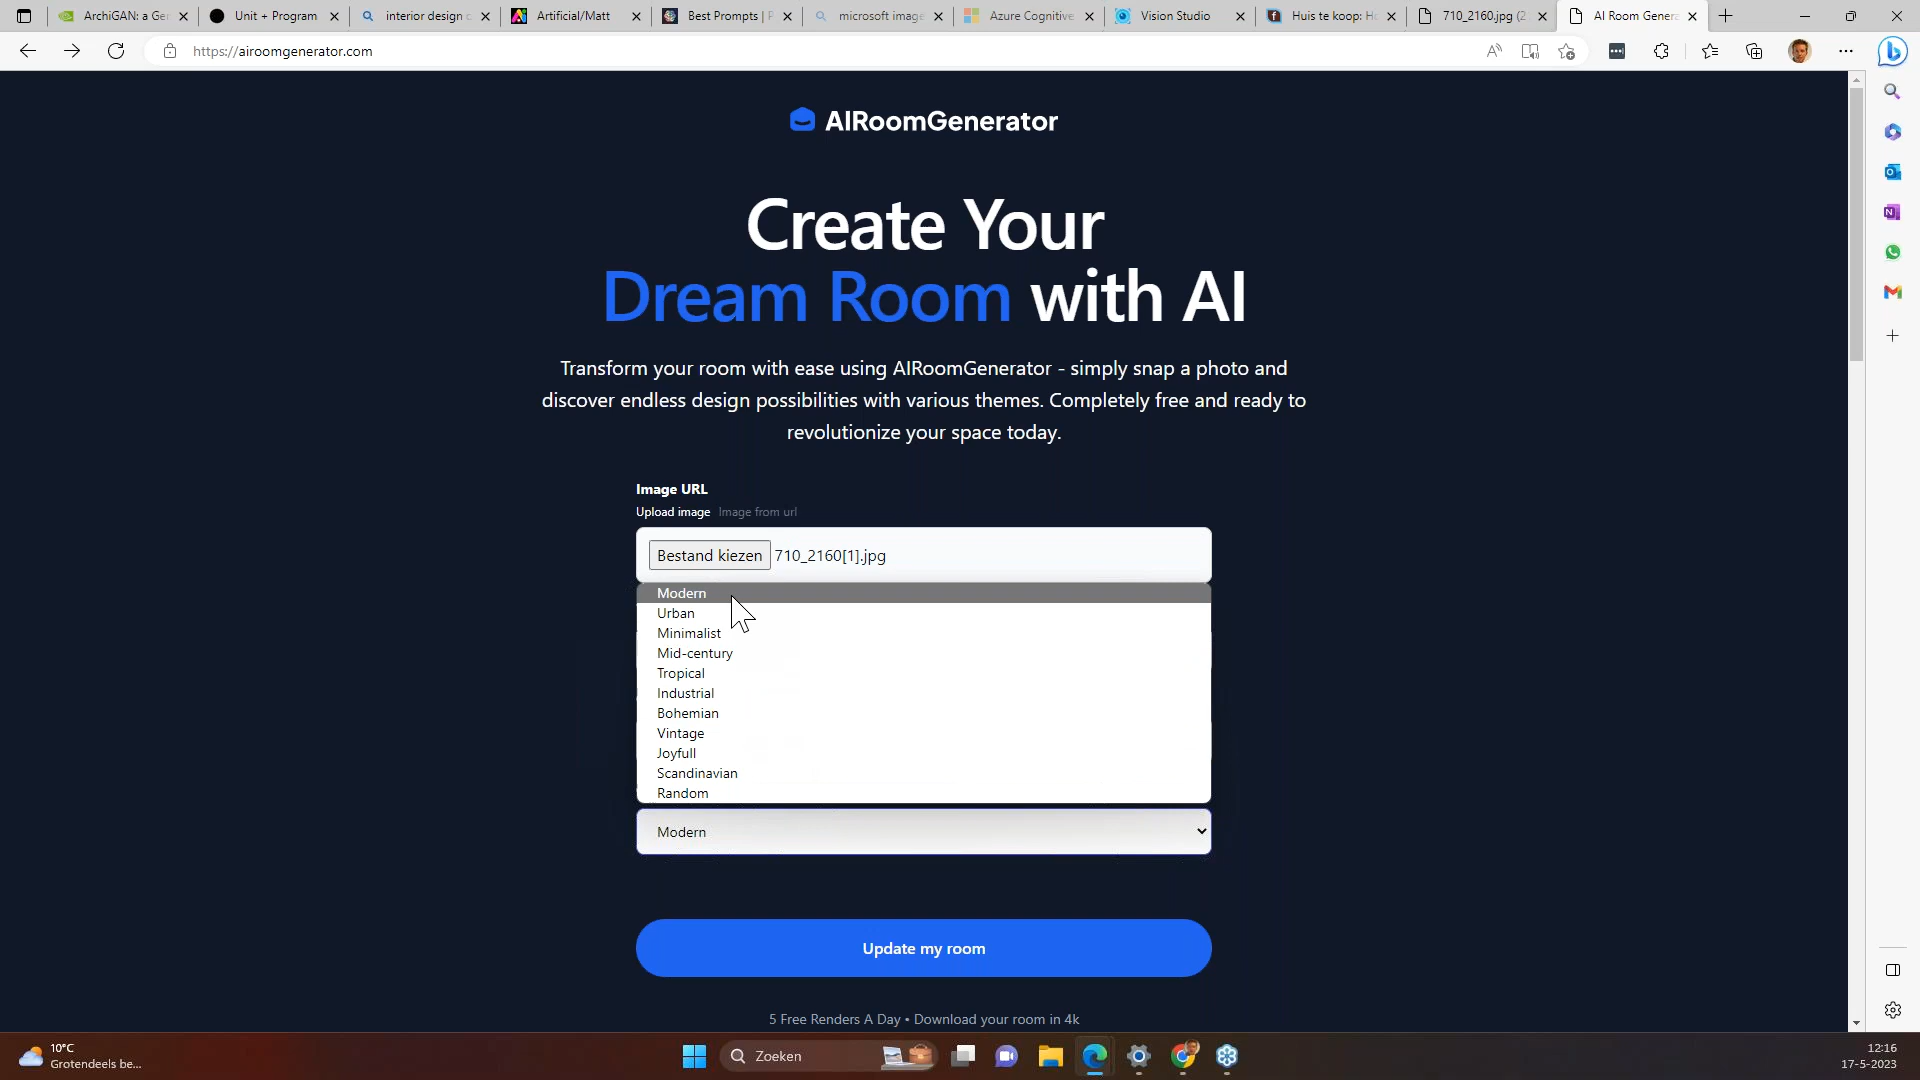 ArchiGAN: a Ge
Unit + Program
interior design c
Artificial/Matt
Best Prompts | P
microsoft image
Azure Cognitive
Vision Studio
Huis te koop: Ho
710_2160.jpg (2
AI Room Genera
https://airoomgenerator.com
AIRoomGenerator
Create Your
Dream Room with AI
Transform your room with ease using AIRoomGenerator - simply snap a photo and
discover endless design possibilities with various themes. Completely free and ready to
revolutionize your space today.
Image URL
Upload image Image from url
Bestand kiezen 710_2160[1].jpg
Modern
Urban
Minimalist
Mid-century
Tropical
Industrial
Bohemian
Vintage
Joyfull
Scandinavian
Random
Modern
Update my room
5 Free Renders A Day • Download your room in 4k
10°C
Grotendeels be...
Zoeken
12:16
17-5-2023